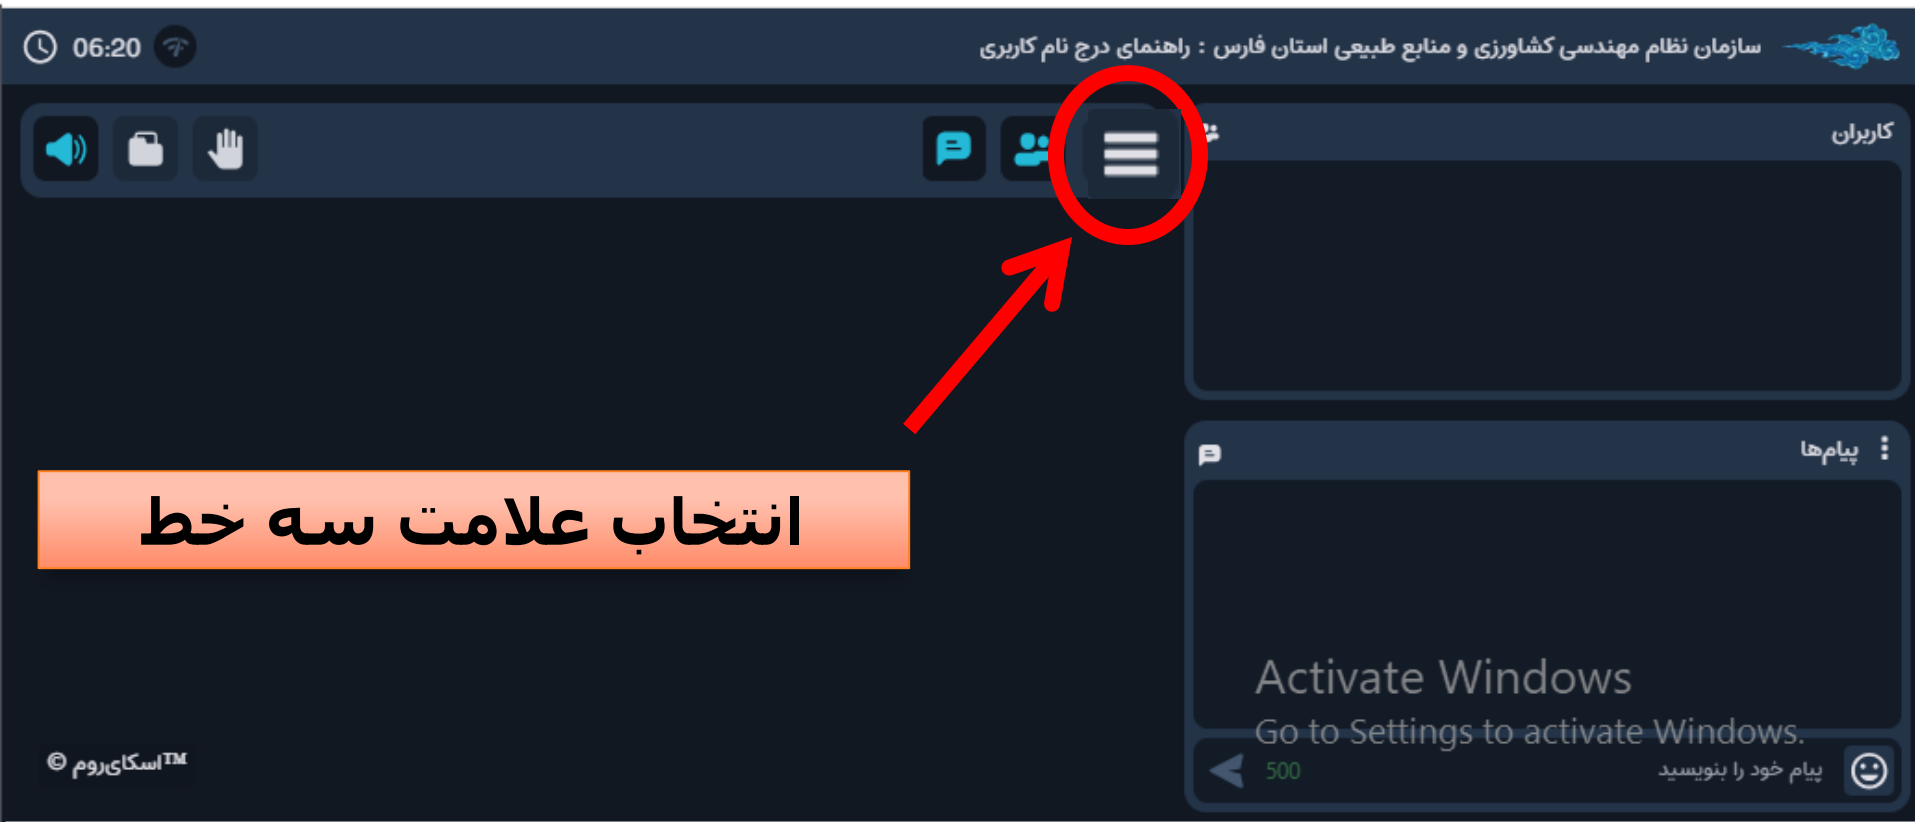 سازمان نظام مهندسی کشاورزی و منابع طبیعی استان فارس : راهنمای درج نام کاربری
06:20
کاربران
پیام‌ها
انتخاب علامت سه خط
Activate Windows
Go to Settings to activate Windows.
پیام خود را بنویسید
500
اسکای‌روم™ ©